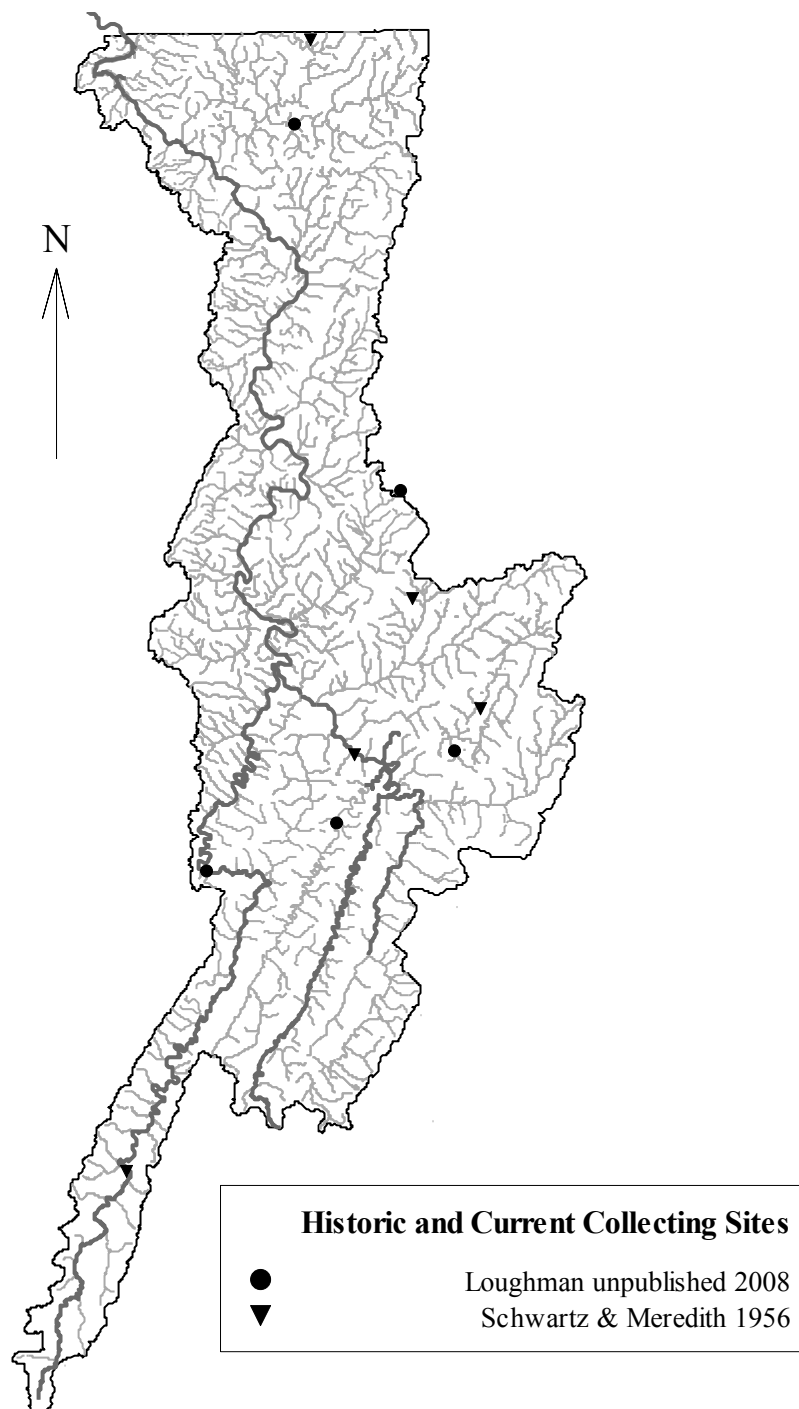 N
Historic and Current Collecting Sites
Loughman unpublished 2008
Schwartz & Meredith 1956